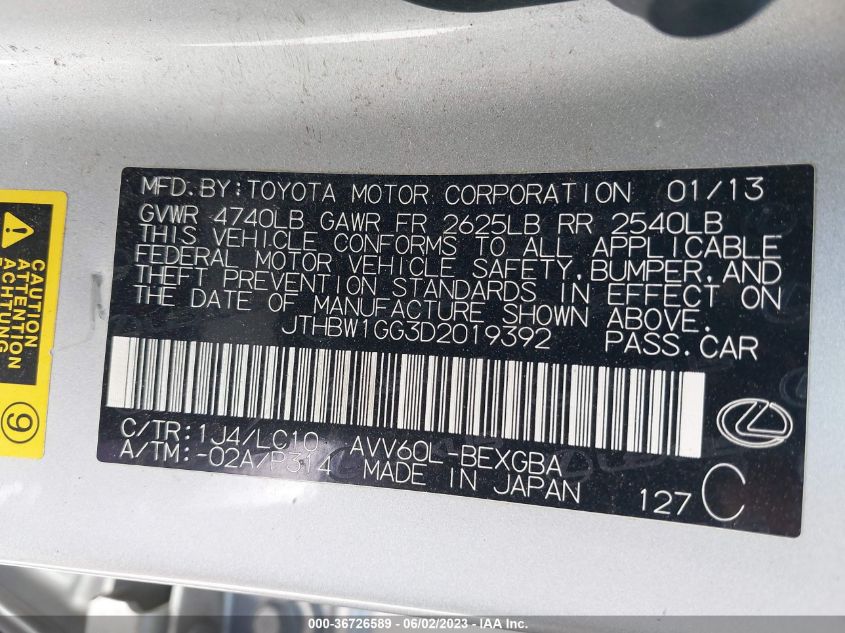 MFD. BY: TOYOTA MOTOR CORPORATION 01/13
GVWR 4740LB GAWR FR 2625LB RR 2540LB
THIS VEHICLE CONFORMS TO ALL APPLICABLE
FEDERAL MOTOR VEHICLE SAFETY, BUMPER, AND
THEFT PREVENTION STANDARDS IN EFFECT ON
THE DATE OF MANUFACTURE SHOWN ABOVE.
JTHBW1GG3D2019392 PASS. CAR
C/TR: 1J4/LC10 AVV60L-BEXGBA
A/TM: -02A/P314 MADE IN JAPAN
127 C
CAUTION
ATTENTION
ACHTUNG
9
© IAA - 36726589 - 06/02/2023 - IAA Inc.